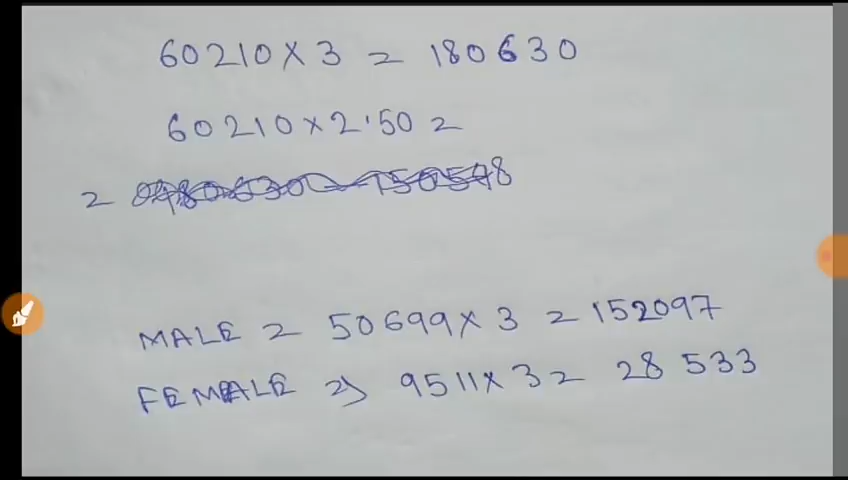 60210 × 3 = 180630
60210 × 2.50 =
=
MALE = 50699 × 3 = 152097
FEMALE => 9511 × 3 = 28533